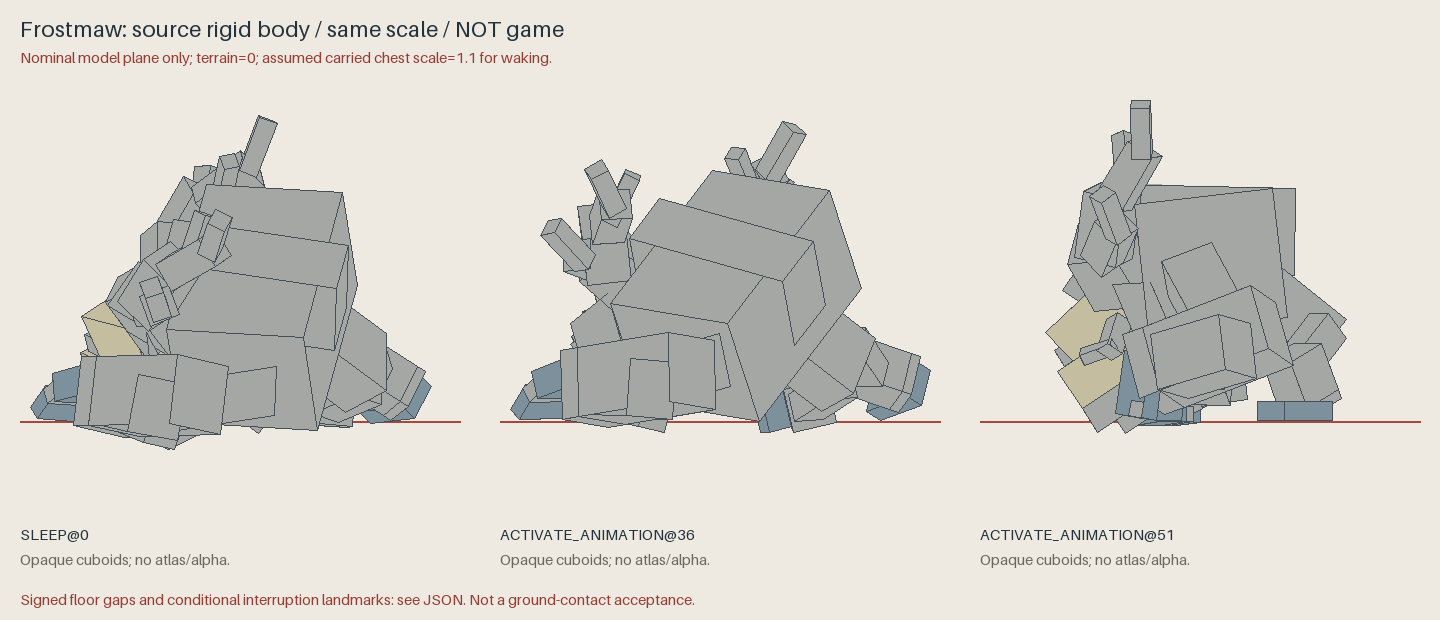 Frostmaw: source rigid body / same scale / NOT game
Nominal model plane only; terrain=0; assumed carried chest scale=1.1 for waking.
SLEEP@0
Opaque cuboids; no atlas/alpha.
ACTIVATE_ANIMATION@36
Opaque cuboids; no atlas/alpha.
ACTIVATE_ANIMATION@51
Opaque cuboids; no atlas/alpha.
Signed floor gaps and conditional interruption landmarks: see JSON. Not a ground-contact acceptance.